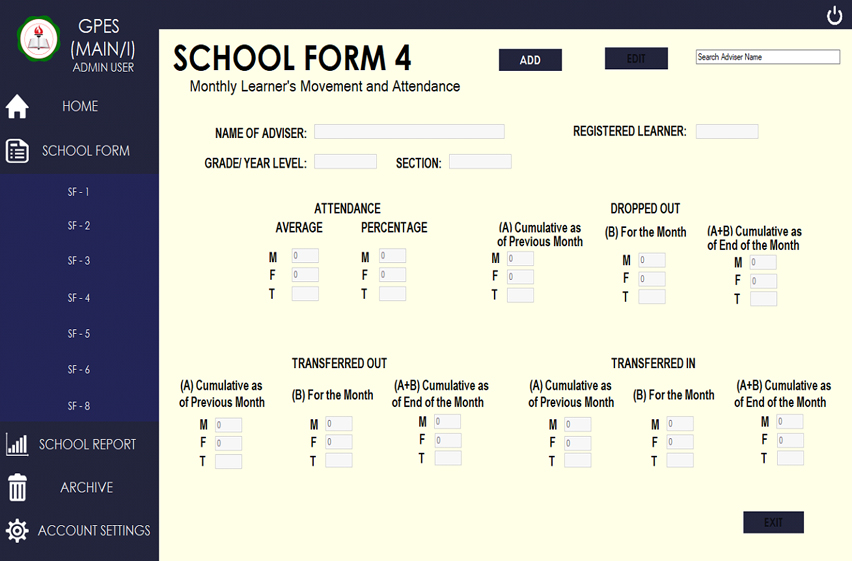 GPES
(MAIN/I)
ADMIN USER
HOME
SCHOOL FORM
SF - 1
SF - 2
SF - 3
SF - 4
SF - 5
SF - 6
SF - 8
SCHOOL REPORT
ARCHIVE
ACCOUNT SETTINGS
SCHOOL FORM 4
ADD
EDIT
Search Adviser Name
Monthly Learner's Movement and Attendance
NAME OF ADVISER:
REGISTERED LEARNER:
GRADE/ YEAR LEVEL:
SECTION:
ATTENDANCE
AVERAGE
M 0
F 0
T
PERCENTAGE
M 0
F 0
T
DROPPED OUT
(A) Cumulative as
of Previous Month
M 0
F 0
T
(B) For the Month
M 0
F 0
T
(A+B) Cumulative as
of End of the Month
M 0
F 0
T
TRANSFERRED OUT
(A) Cumulative as
of Previous Month
M 0
F 0
T
(B) For the Month
M 0
F 0
T
(A+B) Cumulative as
of End of the Month
M 0
F 0
T
TRANSFERRED IN
(A) Cumulative as
of Previous Month
M 0
F 0
T
(B) For the Month
M 0
F 0
T
(A+B) Cumulative as
of End of the Month
M 0
F 0
T
EXIT